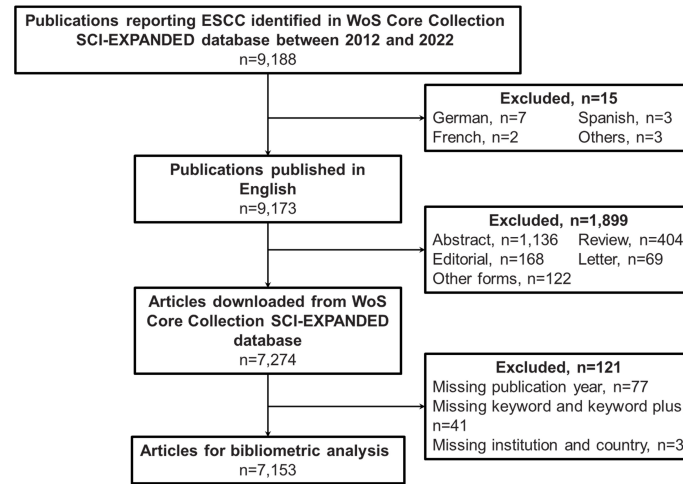 Publications reporting ESCC identified in WoS Core Collection
SCI-EXPANDED database between 2012 and 2022
n=9,188
Excluded, n=15
German, n=7 Spanish, n=3
French, n=2 Others, n=3
Publications published in
English
n=9,173
Excluded, n=1,899
Abstract, n=1,136 Review, n=404
Editorial, n=168 Letter, n=69
Other forms, n=122
Articles downloaded from WoS
Core Collection SCI-EXPANDED
database
n=7,274
Excluded, n=121
Missing publication year, n=77
Missing keyword and keyword plus
n=41
Missing institution and country, n=3
Articles for bibliometric analysis
n=7,153